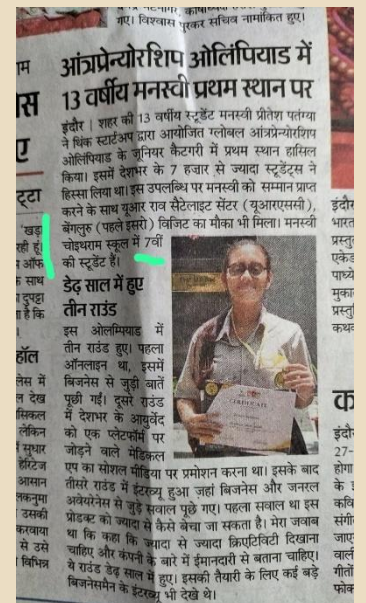 गए। विश्वास पुरकर सचिव नामांकित हुए।
आंत्रप्रेन्योरशिप ओलिंपियाड में
13 वर्षीय मनस्वी प्रथम स्थान पर
इंदौर | शहर की 13 वर्षीय स्टूडेंट मनस्वी प्रीतेश पतंग्या
ने थिंक स्टार्टअप द्वारा आयोजित ग्लोबल आंत्रप्रेन्योरशिप
ओलिंपियाड के जूनियर कैटगरी में प्रथम स्थान हासिल
किया। इसमें देशभर के 7 हजार से ज्यादा स्टूडेंट्स ने
हिस्सा लिया था। इस उपलब्धि पर मनस्वी को सम्मान प्राप्त
करने के साथ यूआर राव सैटेलाइट सेंटर (यूआरएससी),
बेंगलुरु (पहले इसरो) विजिट का मौका भी मिला। मनस्वी
चोइथराम स्कूल में 7वीं
की स्टूडेंट हैं।
डेढ़ साल में हुए
तीन राउंड
इस ओलम्पियाड में
तीन राउंड हुए। पहला
ऑनलाइन था, इसमें
बिजनेस से जुड़ी बातें
पूछी गईं। दूसरे राउंड
में देशभर के आयुर्वेद
को एक प्लेटफॉर्म पर
जोड़ने वाले मेडिकल
एप का सोशल मीडिया पर प्रमोशन करना था। इसके बाद
तीसरे राउंड में इंटरव्यू हुआ जहां बिजनेस और जनरल
अवेयरनेस से जुड़े सवाल पूछे गए। पहला सवाल था इस
प्रोडक्ट को ज्यादा से कैसे बेचा जा सकता है। मेरा जवाब
था कि कहा कि ज्यादा से ज्यादा क्रिएटिविटी दिखाना
चाहिए और कंपनी के बारे में ईमानदारी से बताना चाहिए।
ये राउंड डेढ़ साल में हुए। इसकी तैयारी के लिए कई बड़े
बिजनेसमैन के इंटरव्यू भी देखे थे।
CERTIFICATE